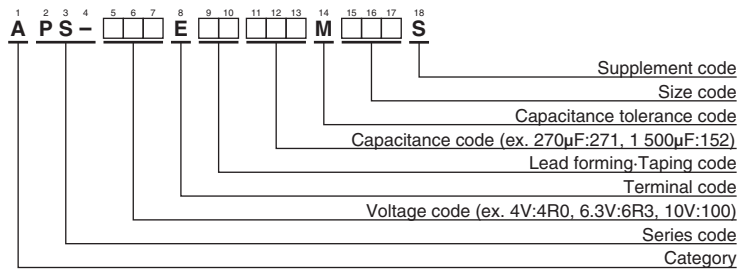 1 2 3 4 5 6 7 8 9 10 11 12 13 14 15 16 17 18
A P S – E M S
Supplement code
Size code
Capacitance tolerance code
Capacitance code (ex. 270µF:271, 1 500µF:152)
Lead forming·Taping code
Terminal code
Voltage code (ex. 4V:4R0, 6.3V:6R3, 10V:100)
Series code
Category